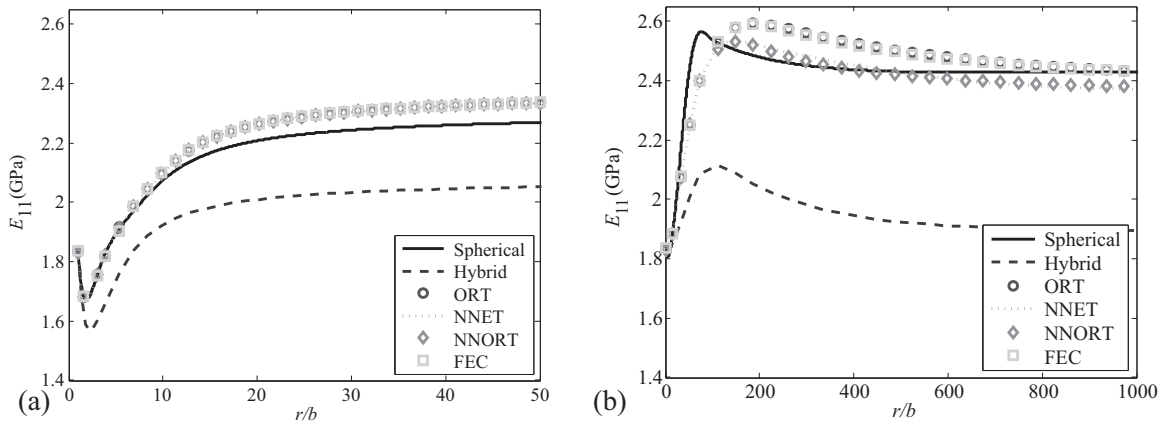 2.6
2.4
2.2
2
1.8
1.6
1.4
E11(GPa)
0 10 20 30 40 50
r/b
Spherical
Hybrid
ORT
NNET
NNORT
FEC
(a)
2.6
2.4
2.2
2
1.8
1.6
1.4
E11(GPa)
0 200 400 600 800 1000
r/b
Spherical
Hybrid
ORT
NNET
NNORT
FEC
(b)